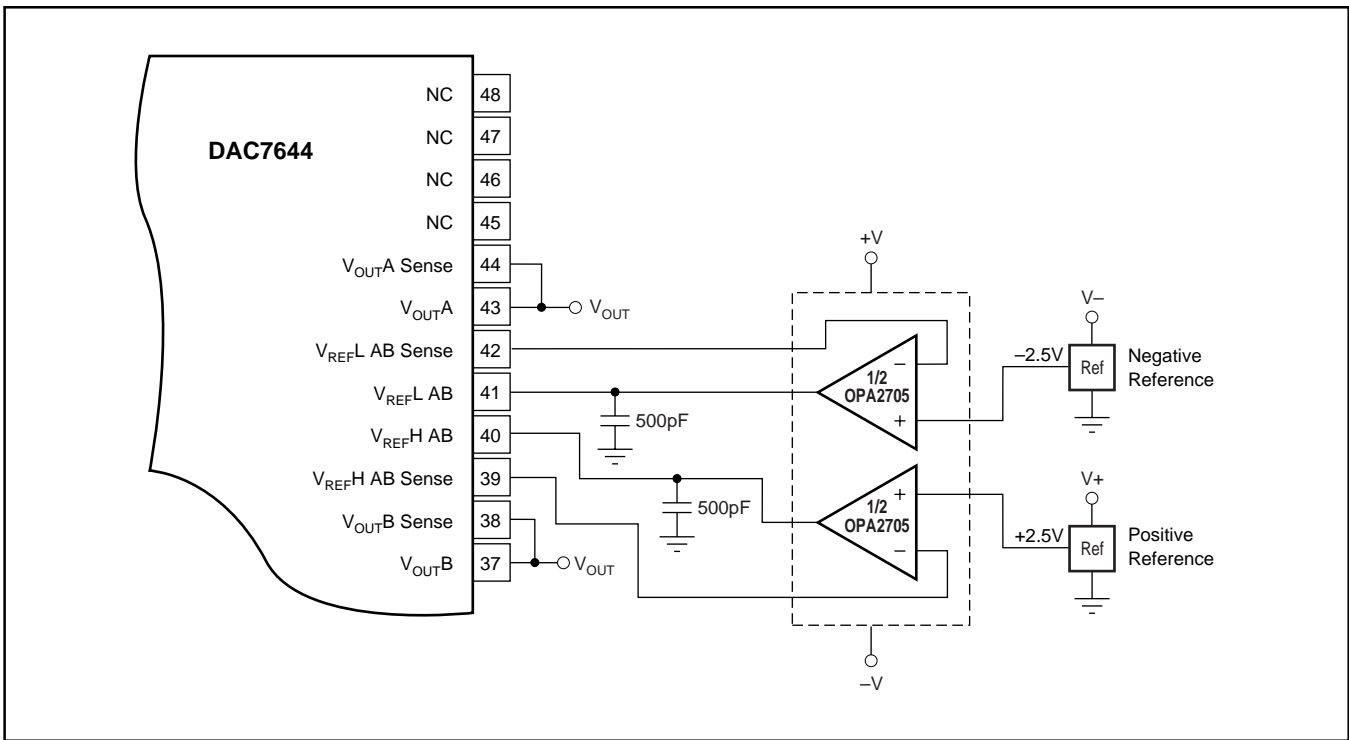 DAC7644
NC 48
NC 47
NC 46
NC 45
VOUTA Sense 44
VOUTA 43
VOUT
VREFL AB Sense 42
VREFL AB 41
VREFH AB 40
VREFH AB Sense 39
VOUTB Sense 38
VOUTB 37
VOUT
500pF
500pF
+V
–
1/2
OPA2705
+
+
1/2
OPA2705
–
–V
V–
–2.5V
Ref
Negative
Reference
V+
+2.5V
Ref
Positive
Reference